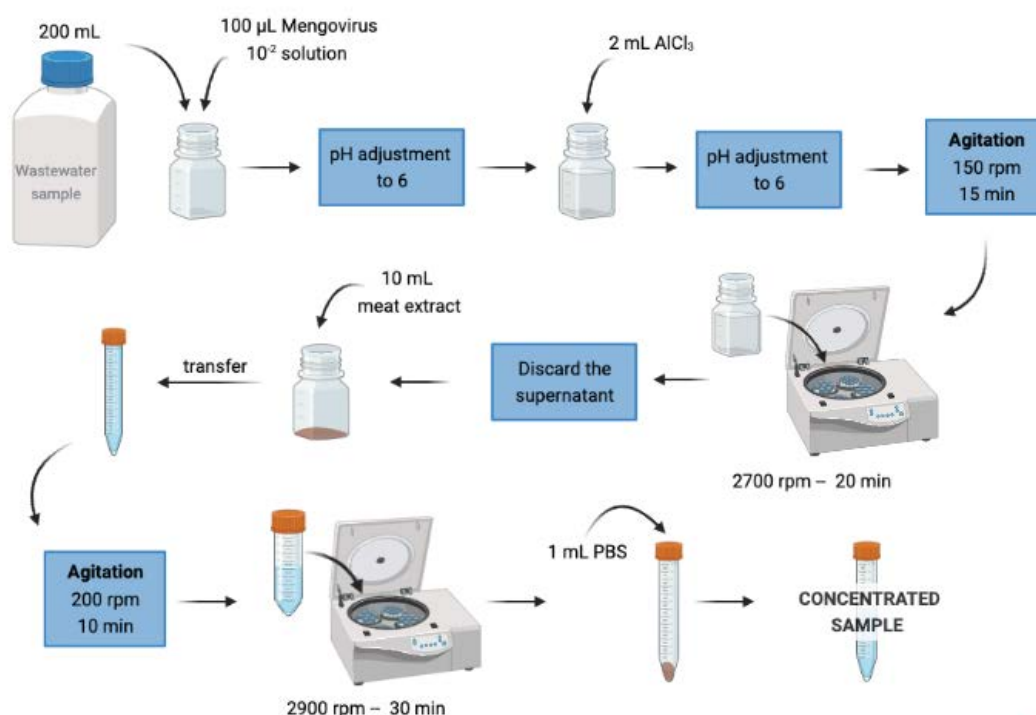 200 mL
100 µL Mengovirus
10⁻² solution
2 mL AlCl₃
Wastewater
sample
pH adjustment
to 6
pH adjustment
to 6
Agitation
150 rpm
15 min
10 mL
meat extract
transfer
Discard the
supernatant
2700 rpm – 20 min
Agitation
200 rpm
10 min
1 mL PBS
CONCENTRATED
SAMPLE
2900 rpm – 30 min